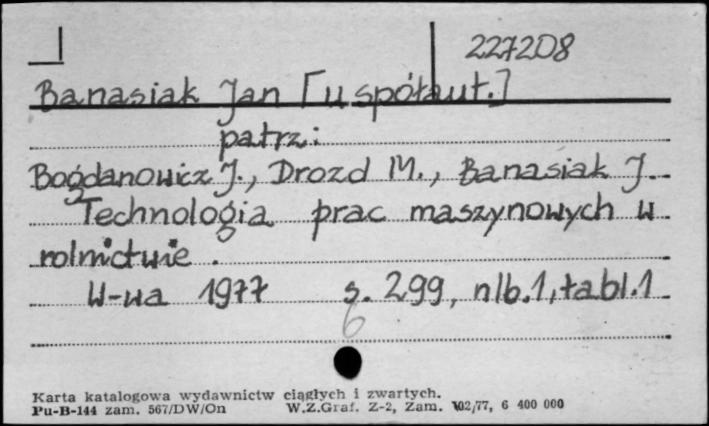 227208
Banasiak Jan [współaut.]
patrz:
Bogdanowicz J., Drozd M., Banasiak J.
Technologia prac maszynowych w
rolnictwie.
W-wa 1977 s. 299, nlb.1, tabl.1
6
Karta katalogowa wydawnictw ciągłych i zwartych.
Pu-B-144 zam. 567/DW/On W.Z.Graf. Z-2, Zam. 102/77, 6 400 000